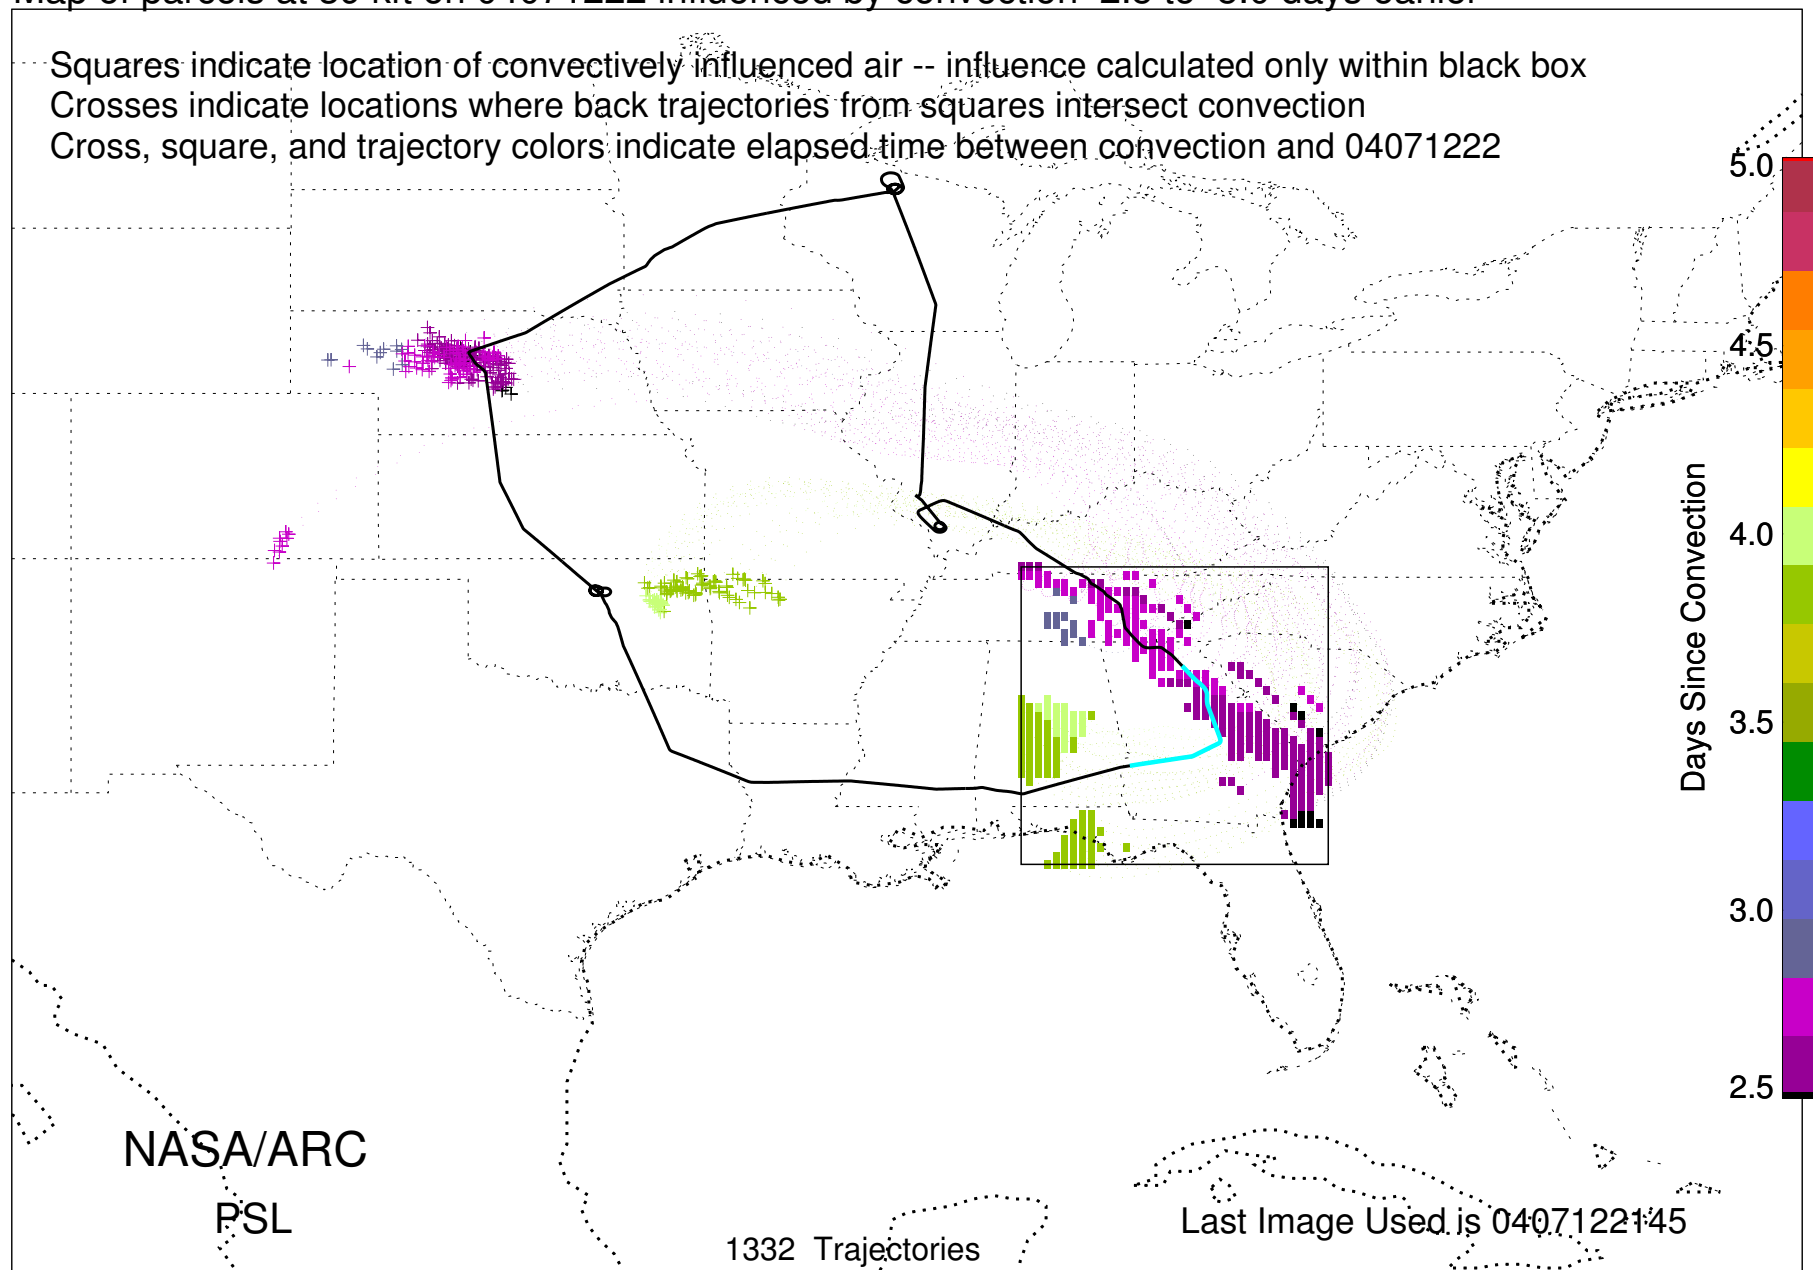 Squares indicate location of convectively influenced air -- influence calculated only within black box
Crosses indicate locations where back trajectories from squares intersect convection
Cross, square, and trajectory colors indicate elapsed time between convection and 04071222
5.0
4.5
4.0
3.5
3.0
2.5
Days Since Convection
NASA/ARC
PSL
Last Image Used is 0407122145
1332 Trajectories